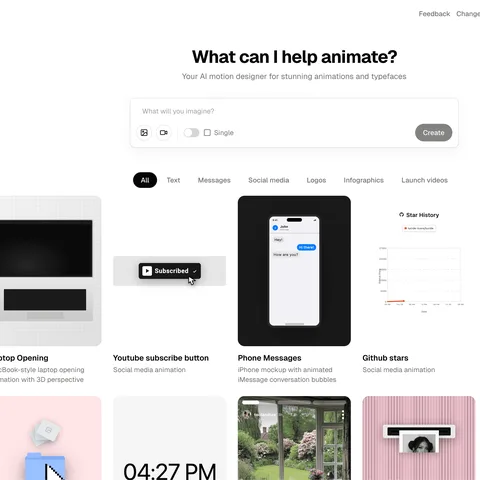 Feedback Change
What can I help animate?
Your AI motion designer for stunning animations and typefaces
What will you imagine?
Single
Create
All Text Messages Social media Logos Infographics Launch videos
Subscribed
John
Hey!
How are you?
Star History
ptop Opening
cBook-style laptop opening
mation with 3D perspective
Youtube subscribe button
Social media animation
Phone Messages
iPhone mockup with animated
iMessage conversation bubbles
Github stars
Social media animation
04:27 PM